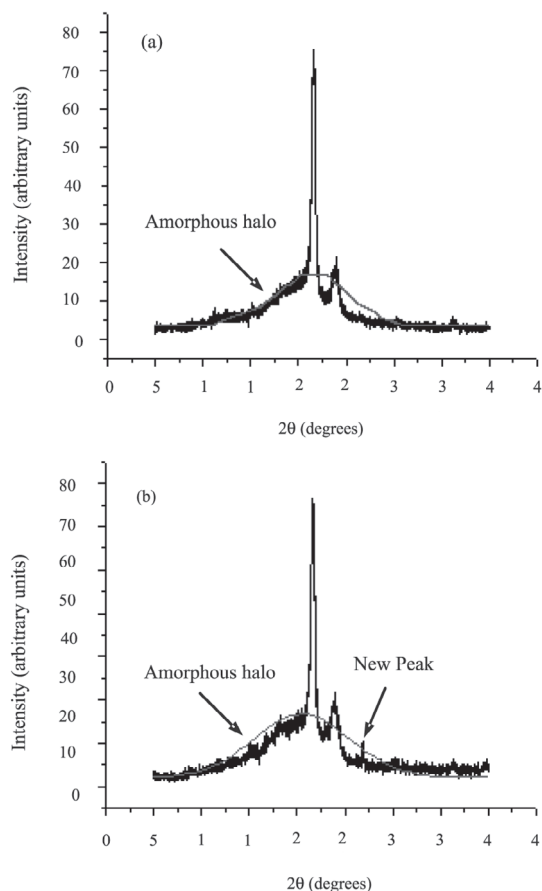 (a)
Intensity (arbitrary units)
80
70
60
50
40
30
20
10
0
Amorphous halo
0 5 1 1 2 2 3 3 4 4
2θ (degrees)
(b)
Intensity (arbitrary units)
80
70
60
50
40
30
20
10
0
Amorphous halo
New Peak
0 5 1 1 2 2 3 3 4 4
2θ (degrees)